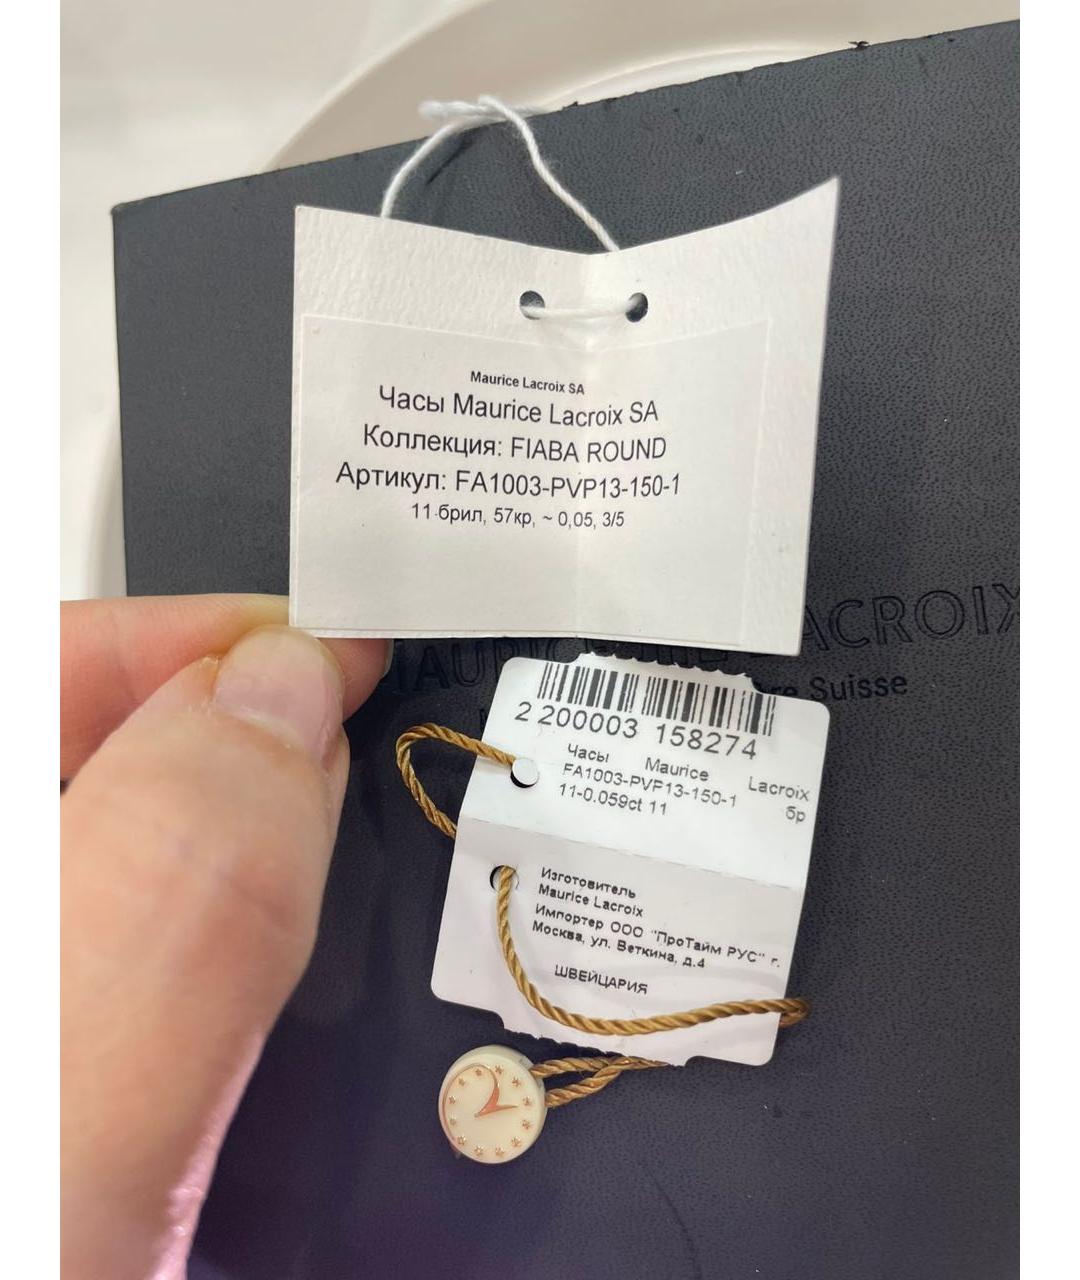 Maurice Lacroix SA
Часы Maurice Lacroix SA
Коллекция: FIABA ROUND
Артикул: FA1003-PVP13-150-1
11 брил, 57кр, ~ 0,05, 3/5
LACROIX
Suisse
2 200003 158274
Часы Maurice Lacroix
FA1003-PVP13-150-1
11-0.059ct 11 бр
Изготовитель
Maurice Lacroix
Импортер ООО "ПроТайм РУС" г.
Москва, ул. Веткина, д.4
ШВЕЙЦАРИЯ